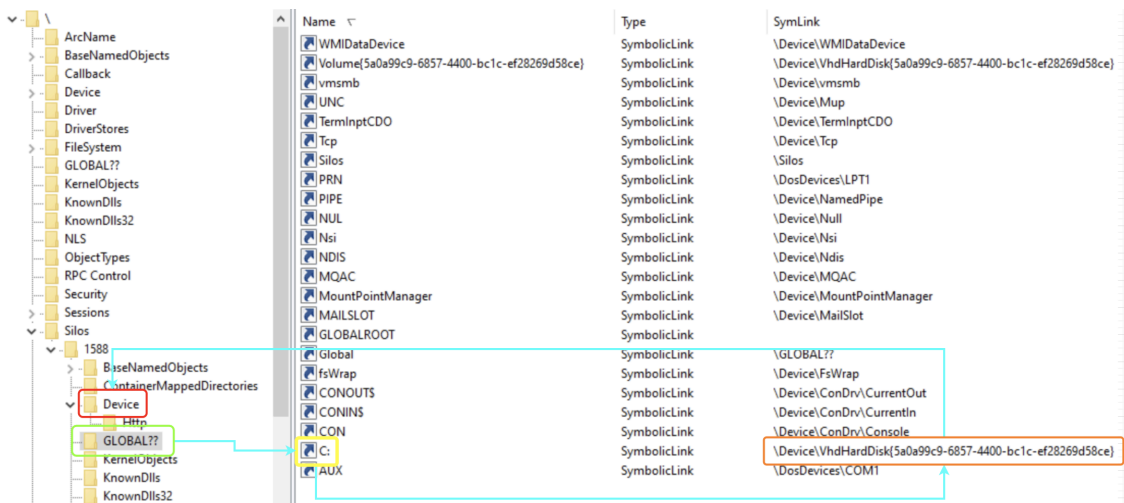 \
ArcName
BaseNamedObjects
Callback
Device
Driver
DriverStores
FileSystem
GLOBAL??
KernelObjects
KnownDlls
KnownDlls32
NLS
ObjectTypes
RPC Control
Security
Sessions
Silos
1588
BaseNamedObjects
ContainerMappedDirectories
Device
Http
GLOBAL??
KernelObjects
KnownDlls
KnownDlls32
Name Type SymLink
WMIDataDevice SymbolicLink \Device\WMIDataDevice
Volume{5a0a99c9-6857-4400-bc1c-ef28269d58ce} SymbolicLink \Device\VhdHardDisk{5a0a99c9-6857-4400-bc1c-ef28269d58ce}
vmsmb SymbolicLink \Device\vmsmb
UNC SymbolicLink \Device\Mup
TermInptCDO SymbolicLink \Device\TermInptCDO
Tcp SymbolicLink \Device\Tcp
Silos SymbolicLink \Silos
PRN SymbolicLink \DosDevices\LPT1
PIPE SymbolicLink \Device\NamedPipe
NUL SymbolicLink \Device\Null
Nsi SymbolicLink \Device\Nsi
NDIS SymbolicLink \Device\Ndis
MQAC SymbolicLink \Device\MQAC
MountPointManager SymbolicLink \Device\MountPointManager
MAILSLOT SymbolicLink \Device\MailSlot
GLOBALROOT SymbolicLink
Global SymbolicLink \GLOBAL??
fsWrap SymbolicLink \Device\FsWrap
CONOUT$ SymbolicLink \Device\ConDrv\CurrentOut
CONIN$ SymbolicLink \Device\ConDrv\CurrentIn
CON SymbolicLink \Device\ConDrv\Console
C: SymbolicLink \Device\VhdHardDisk{5a0a99c9-6857-4400-bc1c-ef28269d58ce}
AUX SymbolicLink \DosDevices\COM1